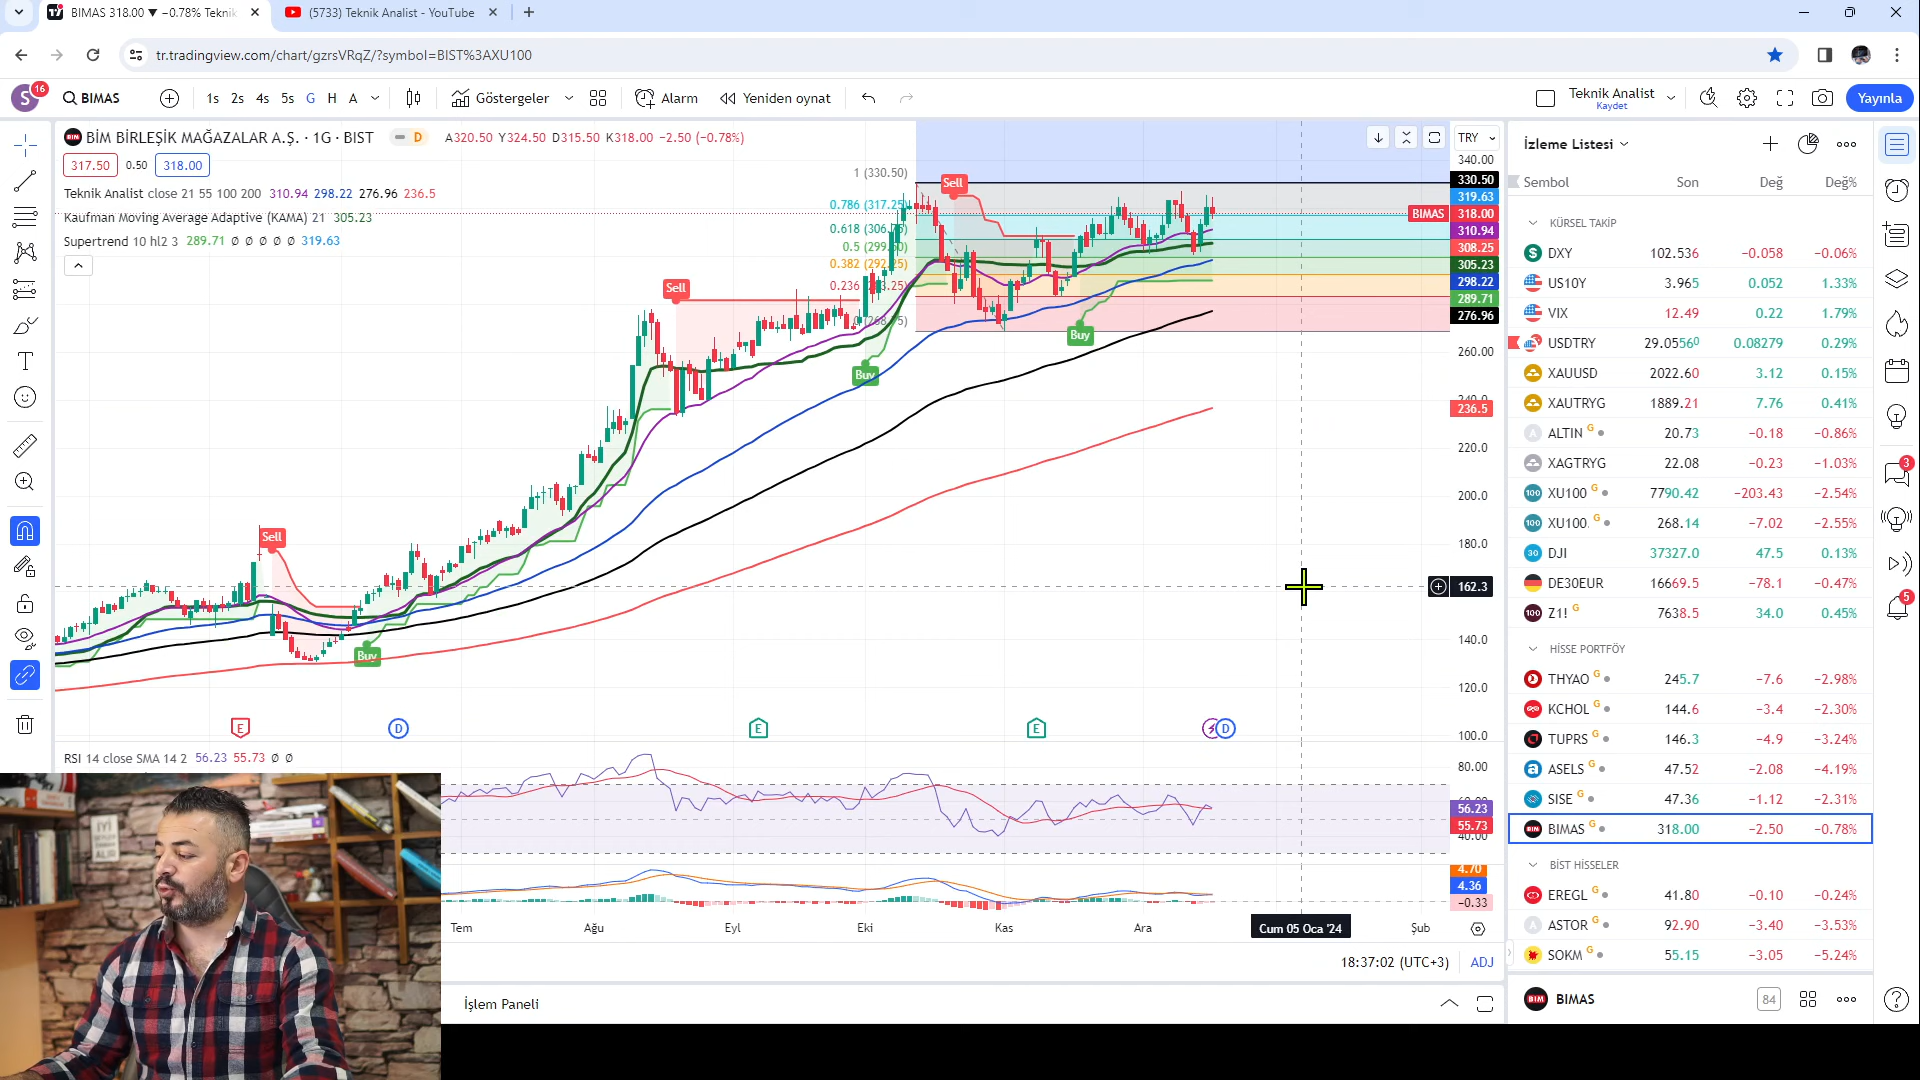 BIMAS 318.00 ▼ −0.78% Teknik
(5733) Teknik Analist - YouTube
tr.tradingview.com/chart/gzrsVRqZ/?symbol=BIST%3AXU100
S 16
BIMAS
1s 2s 4s 5s G H A
Göstergeler
Alarm
Yeniden oynat
Teknik Analist
Kaydet
Yayınla
BİM BİRLEŞİK MAĞAZALAR A.Ş. · 1G · BIST
D
A320.50 Y324.50 D315.50 K318.00 −2.50 (−0.78%)
317.50 0.50 318.00
Teknik Analist close 21 55 100 200 310.94 298.22 276.96 236.5
Kaufman Moving Average Adaptive (KAMA) 21 305.23
Supertrend 10 hl2 3 289.71 Ø Ø Ø Ø Ø 319.63
1 (330.50)
0.5 (299.
Sell
Sell
Sell
Buy
Buy
Buy
TRY
340.00
330.50
319.63
BIMAS 318.00
310.94
308.25
305.23
298.22
289.71
276.96
260.00
236.5
220.0
200.0
180.0
162.3
140.0
120.0
100.0
E D E E D
RSI 14 close SMA 14 2 56.23 55.73 Ø Ø
80.00
56.23
55.73
40.00
4.70
4.36
−0.33
Tem Ağu Eyl Eki Kas Ara Cum 05 Oca '24 Şub
18:37:02 (UTC+3) ADJ
İşlem Paneli
İYİ
İzleme Listesi
Sembol Son Değ Değ%
KÜRSEL TAKİP
DXY 102.536 −0.058 −0.06%
US10Y 3.965 0.052 1.33%
VIX 12.49 0.22 1.79%
USDTRY 29.0556⁰ 0.08279 0.29%
XAUUSD 2022.60 3.12 0.15%
XAUTRYG 1889.21 7.76 0.41%
ALTIN G 20.73 −0.18 −0.86%
XAGTRYG 22.08 −0.23 −1.03%
XU100 G 7790.42 −203.43 −2.54%
XU100. G 268.14 −7.02 −2.55%
DJI 37327.0 47.5 0.13%
DE30EUR 16669.5 −78.1 −0.47%
Z1! G 7638.5 34.0 0.45%
HİSSE PORTFÖY
THYAO G 245.7 −7.6 −2.98%
KCHOL G 144.6 −3.4 −2.30%
TUPRS G 146.3 −4.9 −3.24%
ASELS G 47.52 −2.08 −4.19%
SISE G 47.36 −1.12 −2.31%
BIMAS G 318.00 −2.50 −0.78%
BİST HİSSELER
EREGL G 41.80 −0.10 −0.24%
ASTOR G 92.90 −3.40 −3.53%
SOKM G 55.15 −3.05 −5.24%
BIMAS 84
3
5